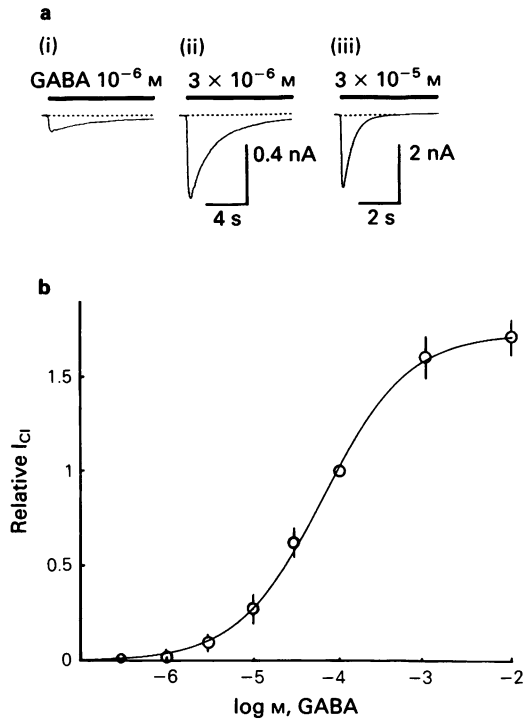 a
(i) (ii) (iii)
GABA 10⁻⁶ M 3 × 10⁻⁶ M 3 × 10⁻⁵ M
0.4 nA 2 nA
4 s 2 s
b
1.5
1
0.5
0
Relative I_Cl
−6 −5 −4 −3 −2
log M, GABA